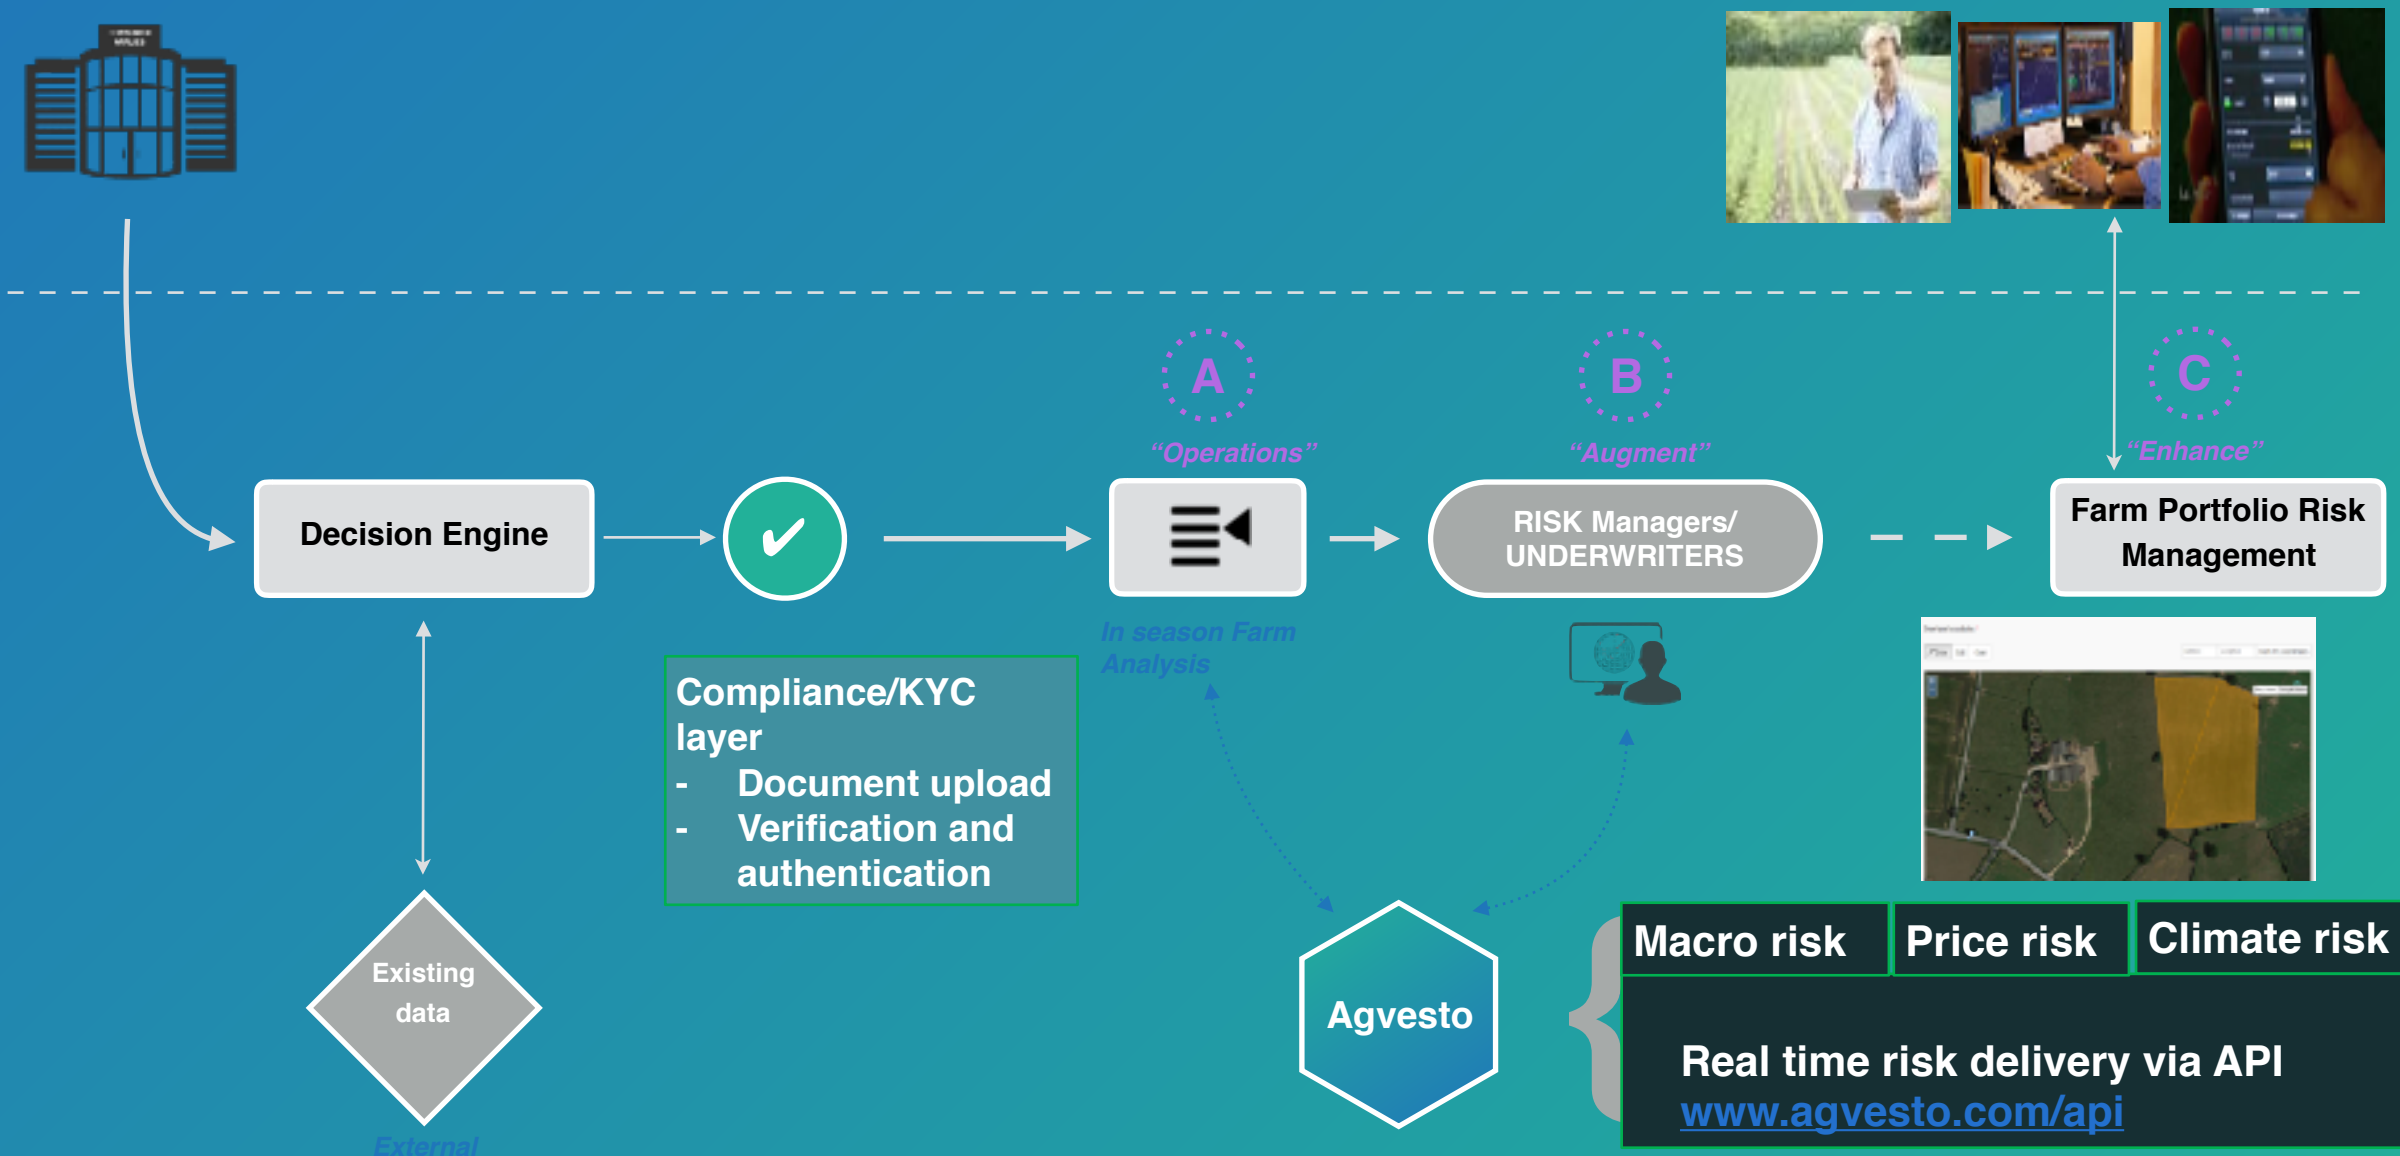 A
B
C
“Operations”
“Augment”
“Enhance”
Decision Engine
✔
RISK Managers/
UNDERWRITERS
Farm Portfolio Risk
Management
In season Farm
Analysis
Compliance/KYC
layer
- Document upload
- Verification and
authentication
Existing
data
External
Agvesto
{
Macro risk
Price risk
Climate risk
Real time risk delivery via API
www.agvesto.com/api